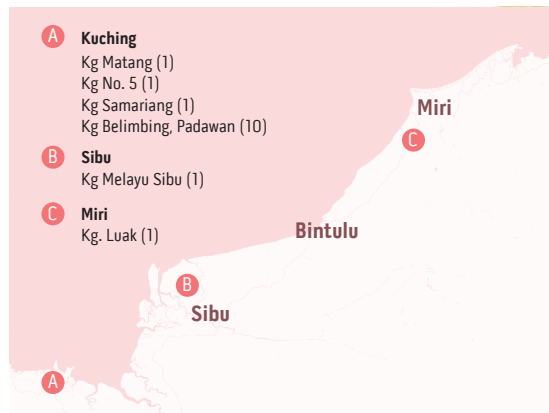 A Kuching
Kg Matang (1)
Kg No. 5 (1)
Kg Samariang (1)
Kg Belimbing, Padawan (10)
B Sibu
Kg Melayu Sibu (1)
C Miri
Kg. Luak (1)
Miri
C
Bintulu
B
Sibu
A